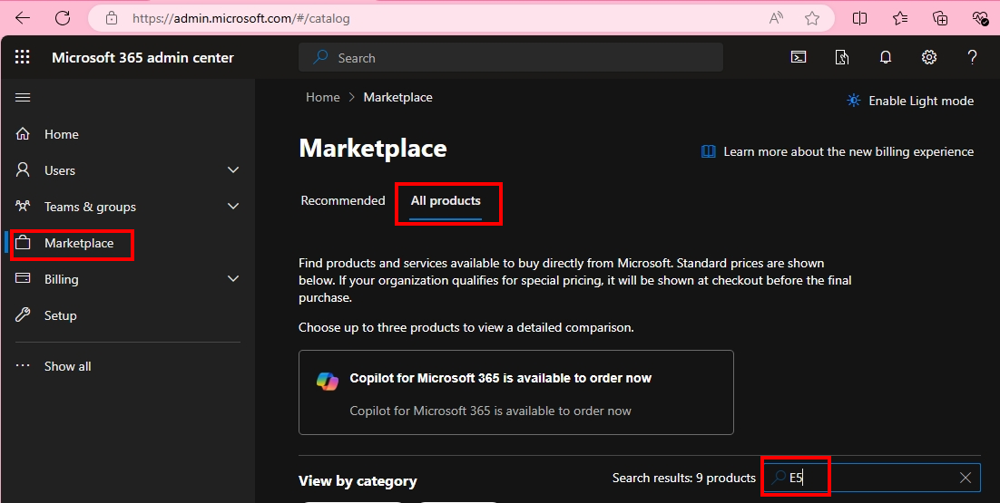 https://admin.microsoft.com/#/catalog
Microsoft 365 admin center
Search
Home > Marketplace
Enable Light mode
Home
Users
Teams & groups
Marketplace
Billing
Setup
Show all
Marketplace
Learn more about the new billing experience
Recommended
All products
Find products and services available to buy directly from Microsoft. Standard prices are shown
below. If your organization qualifies for special pricing, it will be shown at checkout before the final
purchase.
Choose up to three products to view a detailed comparison.
Copilot for Microsoft 365 is available to order now
Copilot for Microsoft 365 is available to order now
View by category
Search results: 9 products
E5